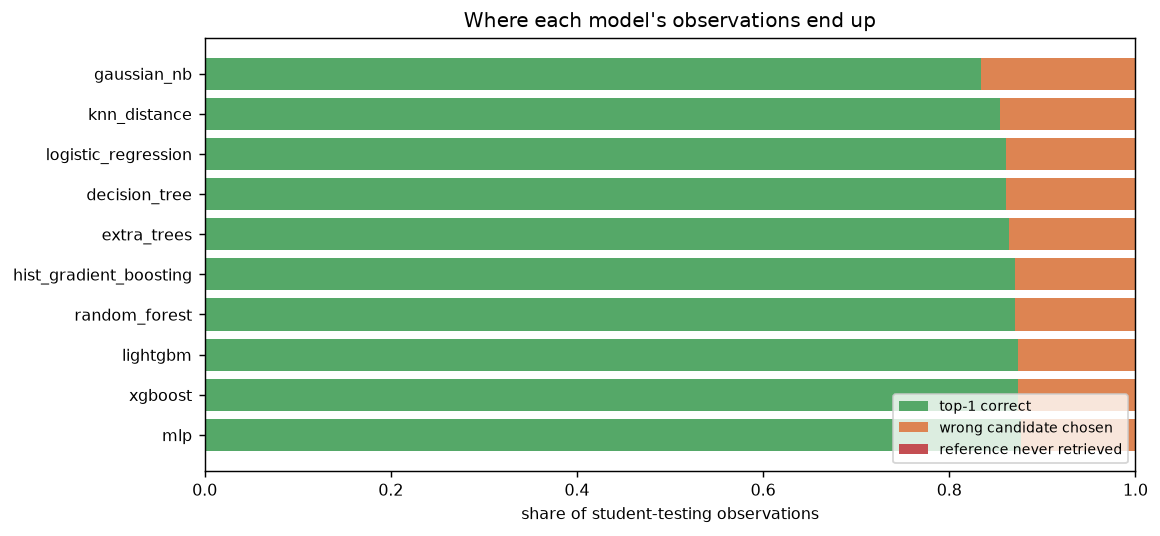 Where each model's observations end up
gaussian_nb
knn_distance
logistic_regression
decision_tree
extra_trees
hist_gradient_boosting
random_forest
lightgbm
xgboost
mlp
top-1 correct
wrong candidate chosen
reference never retrieved
0.0 0.2 0.4 0.6 0.8 1.0
share of student-testing observations